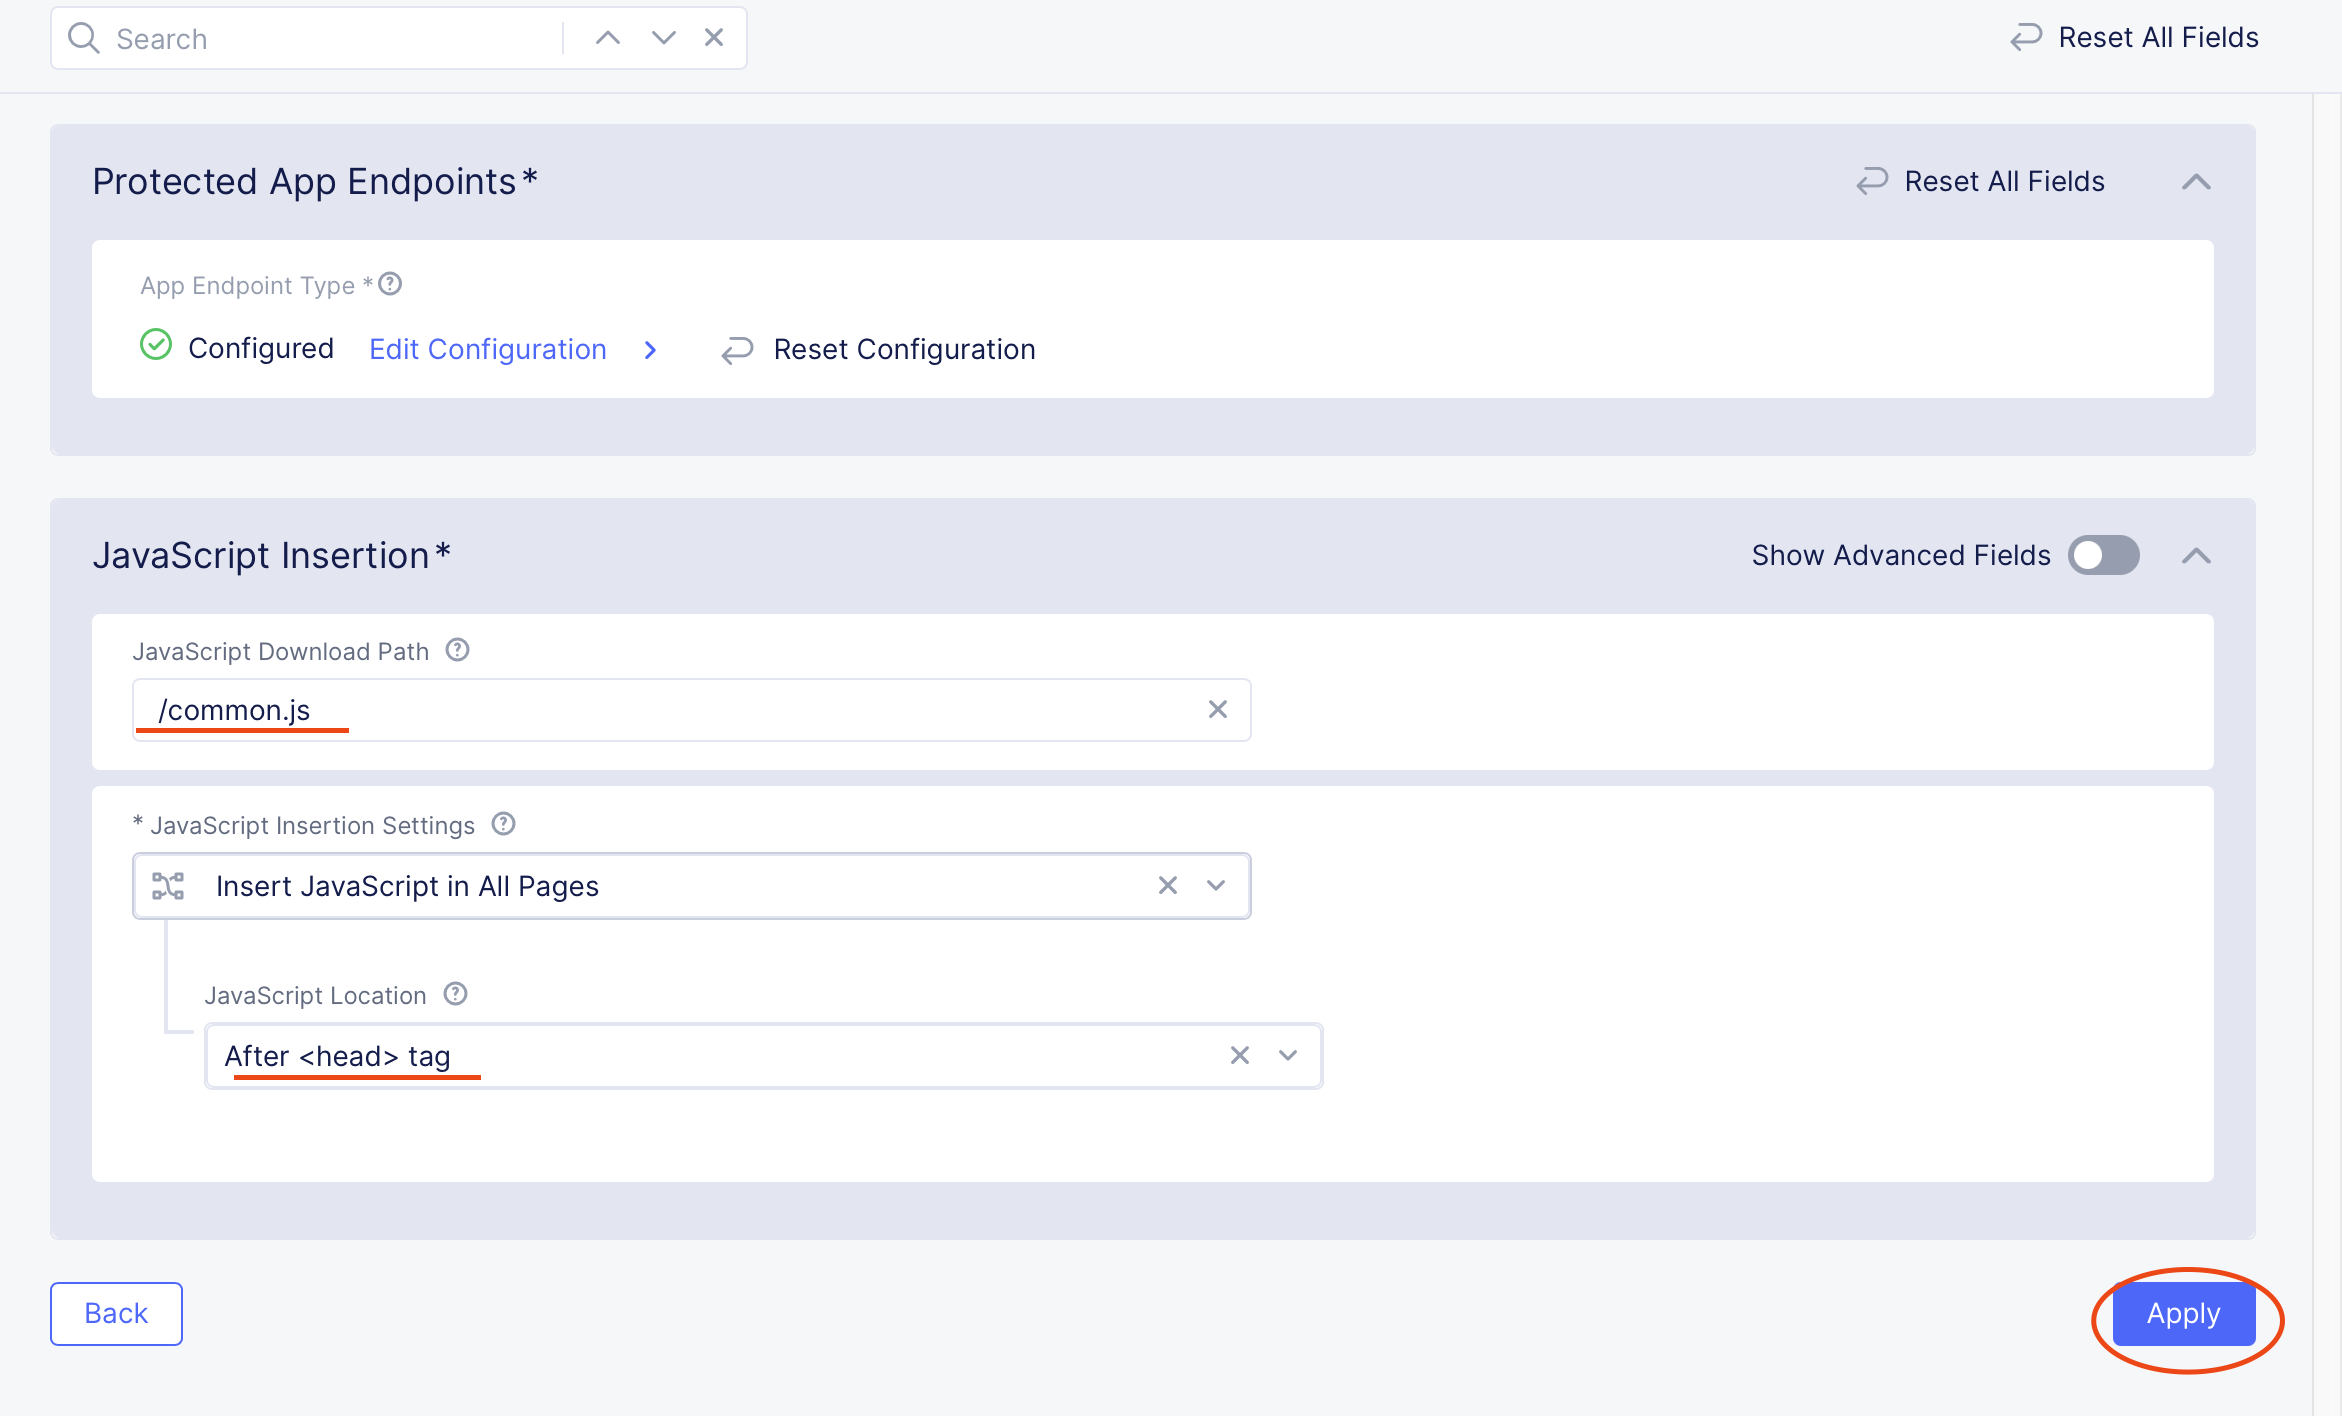 Search
Reset All Fields
Protected App Endpoints*
Reset All Fields
App Endpoint Type *
Configured Edit Configuration Reset Configuration
JavaScript Insertion*
Show Advanced Fields
JavaScript Download Path
/common.js
* JavaScript Insertion Settings
Insert JavaScript in All Pages
JavaScript Location
After <head> tag
Back
Apply